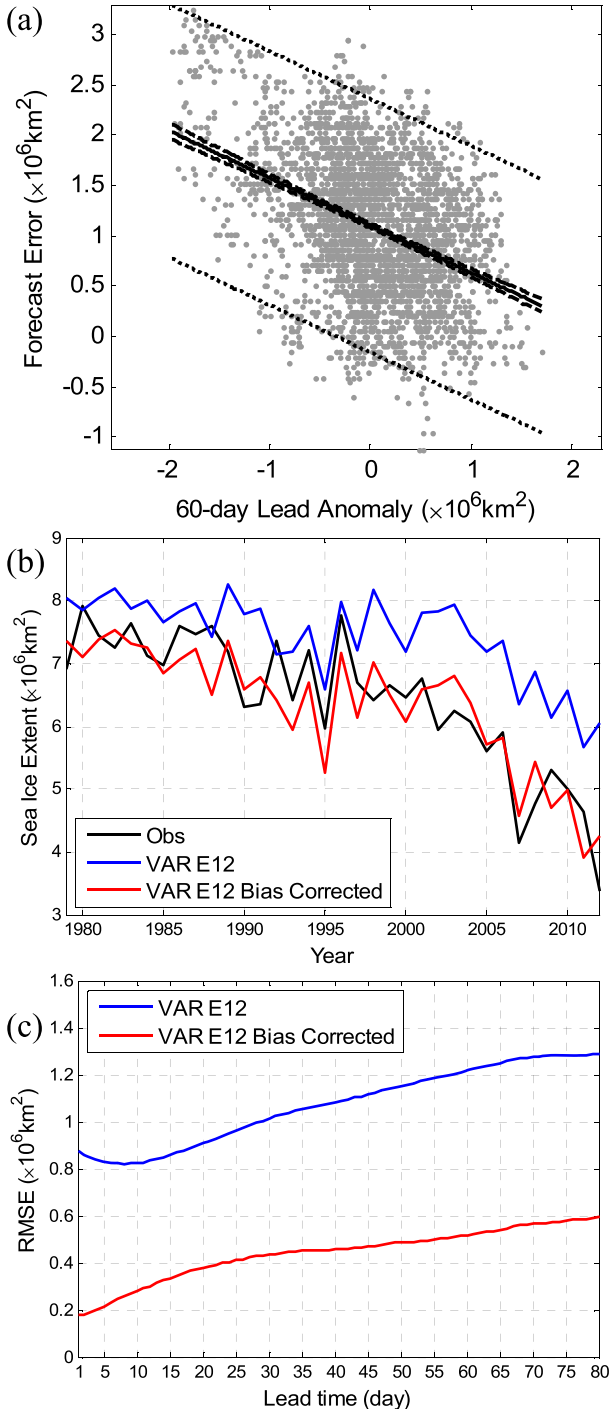 (a)
3
2.5
2
1.5
1
0.5
0
-0.5
-1
Forecast Error (×10⁶km²)
-2 -1 0 1 2
60-day Lead Anomaly (×10⁶km²)
(b)
9
8
7
6
5
4
3
Sea Ice Extent (×10⁶km²)
Obs
VAR E12
VAR E12 Bias Corrected
1980 1985 1990 1995 2000 2005 2010
Year
(c)
1.6
1.4
1.2
1
0.8
0.6
0.4
0.2
0
RMSE (×10⁶km²)
VAR E12
VAR E12 Bias Corrected
1 5 10 15 20 25 30 35 40 45 50 55 60 65 70 75 80
Lead time (day)